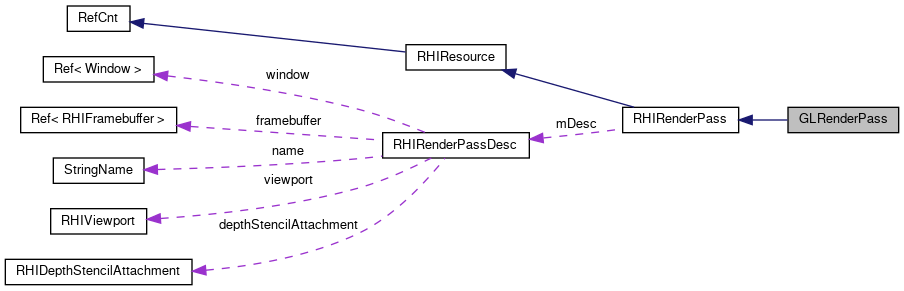 RefCnt
RHIResource
Ref< Window >
window
Ref< RHIFramebuffer >
framebuffer
mDesc
RHIRenderPass
GLRenderPass
RHIRenderPassDesc
name
StringName
viewport
RHIViewport
depthStencilAttachment
RHIDepthStencilAttachment